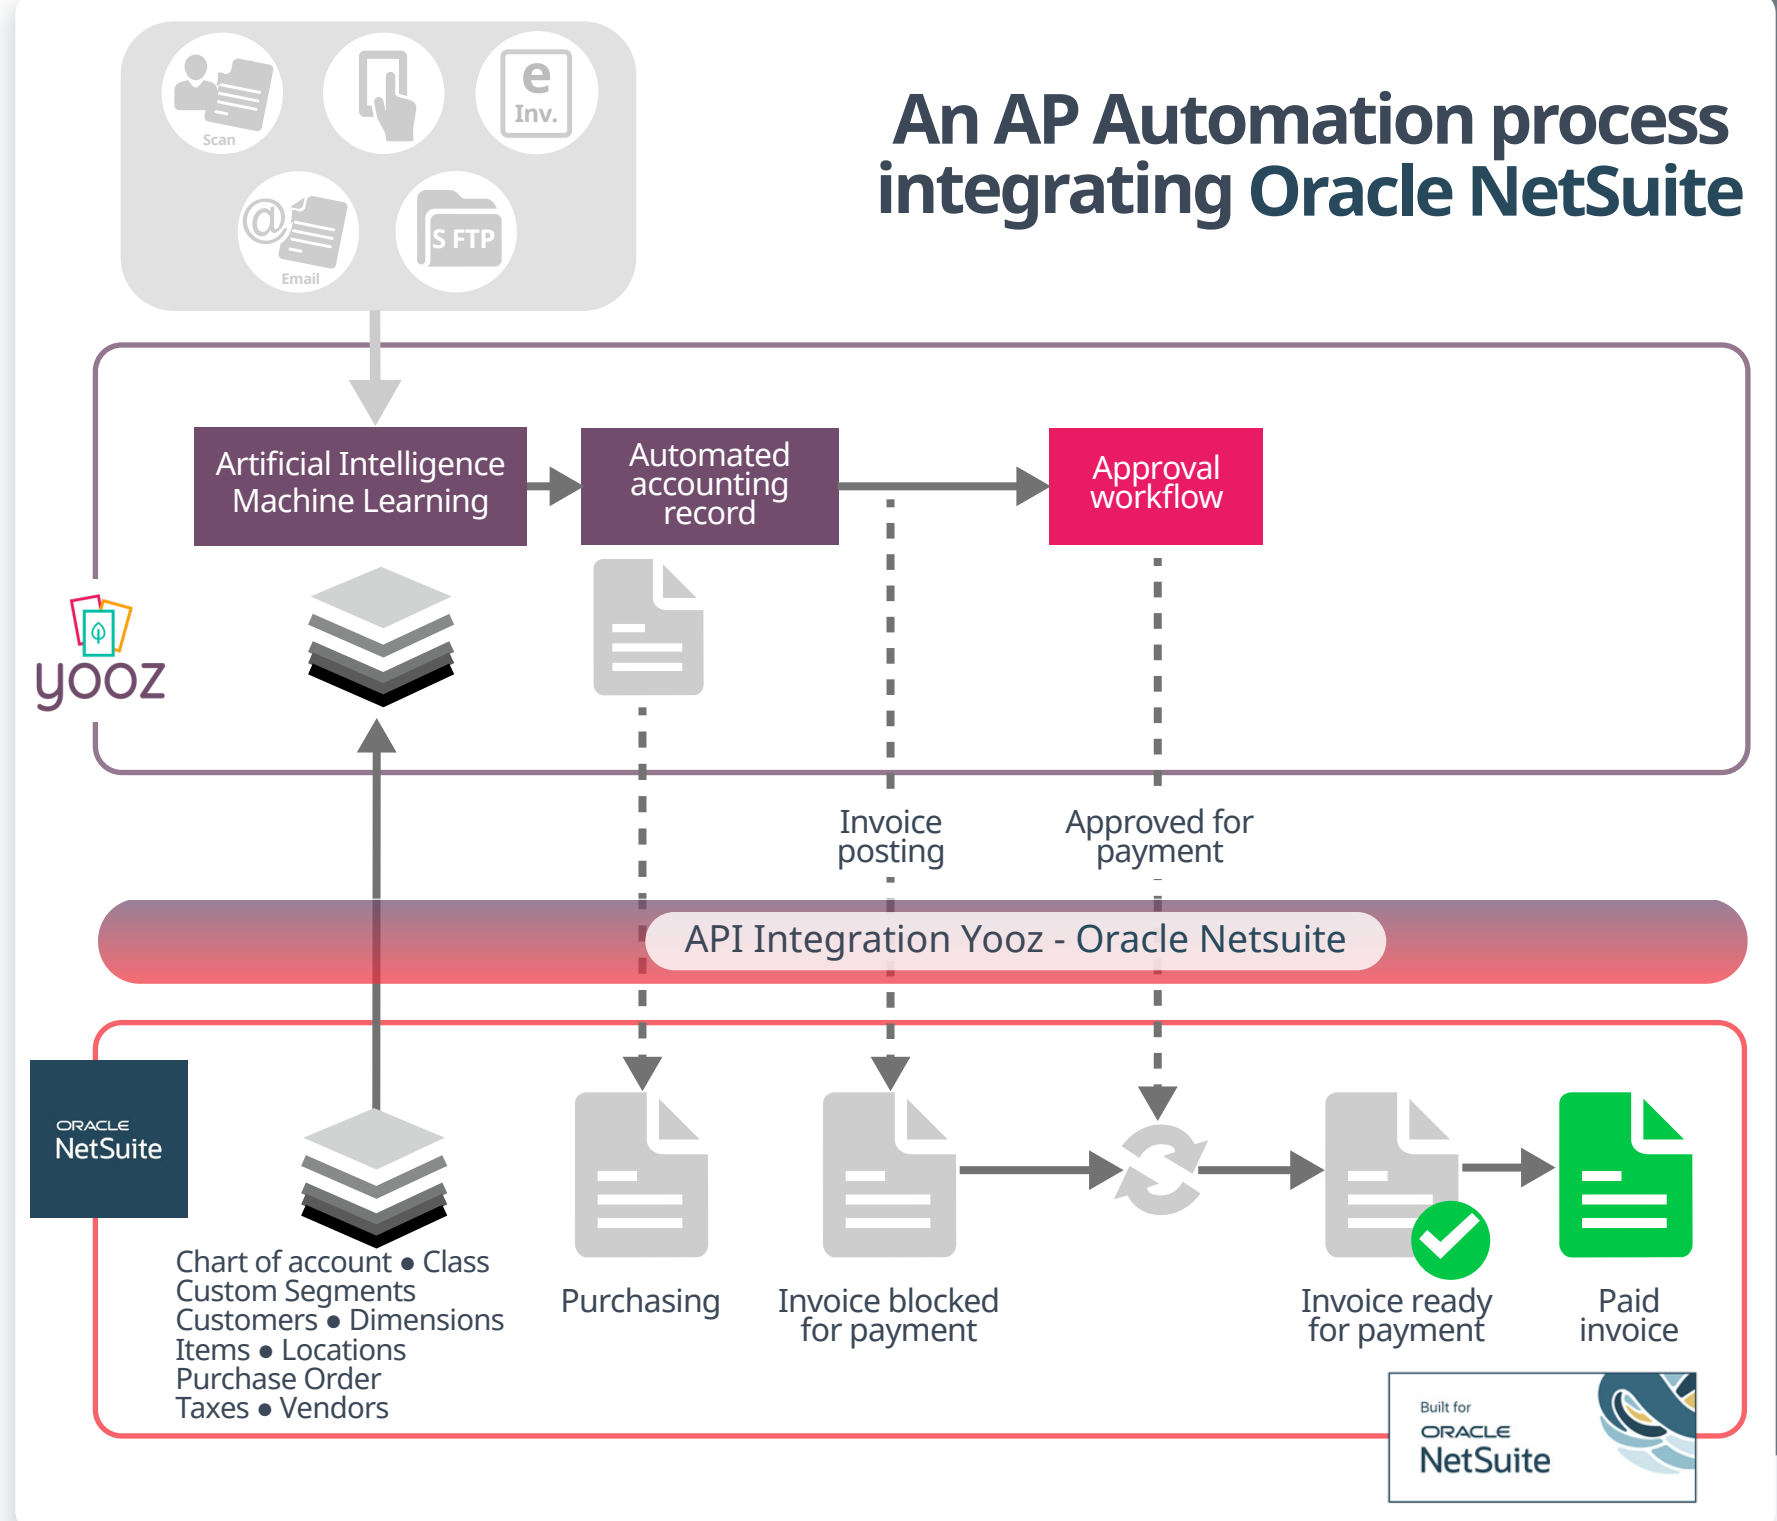 Scan
e
Inv.
@
Email
S FTP
An AP Automation process
integrating Oracle NetSuite
Artificial Intelligence
Machine Learning
Automated
accounting
record
Approval
workflow
yooz
Invoice
posting
Approved for
payment
API Integration Yooz - Oracle Netsuite
ORACLE
NetSuite
Chart of account ● Class
Custom Segments
Customers ● Dimensions
Items ● Locations
Purchase Order
Taxes ● Vendors
Purchasing
Invoice blocked
for payment
Invoice ready
for payment
Paid
invoice
Built for
ORACLE
NetSuite